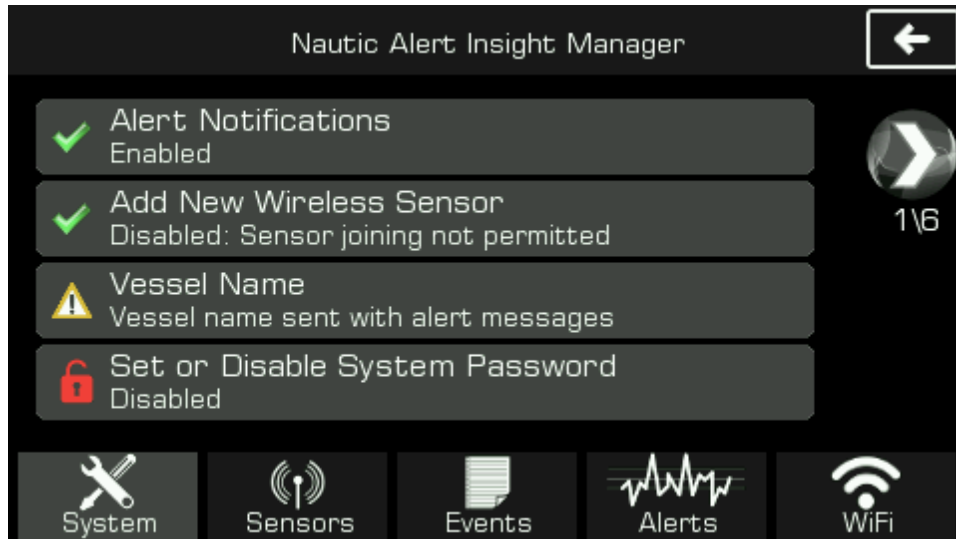 Nautic Alert Insight Manager
Alert Notifications
Enabled
Add New Wireless Sensor
Disabled: Sensor joining not permitted
1\6
Vessel Name
Vessel name sent with alert messages
Set or Disable System Password
Disabled
System
Sensors
Events
Alerts
WiFi